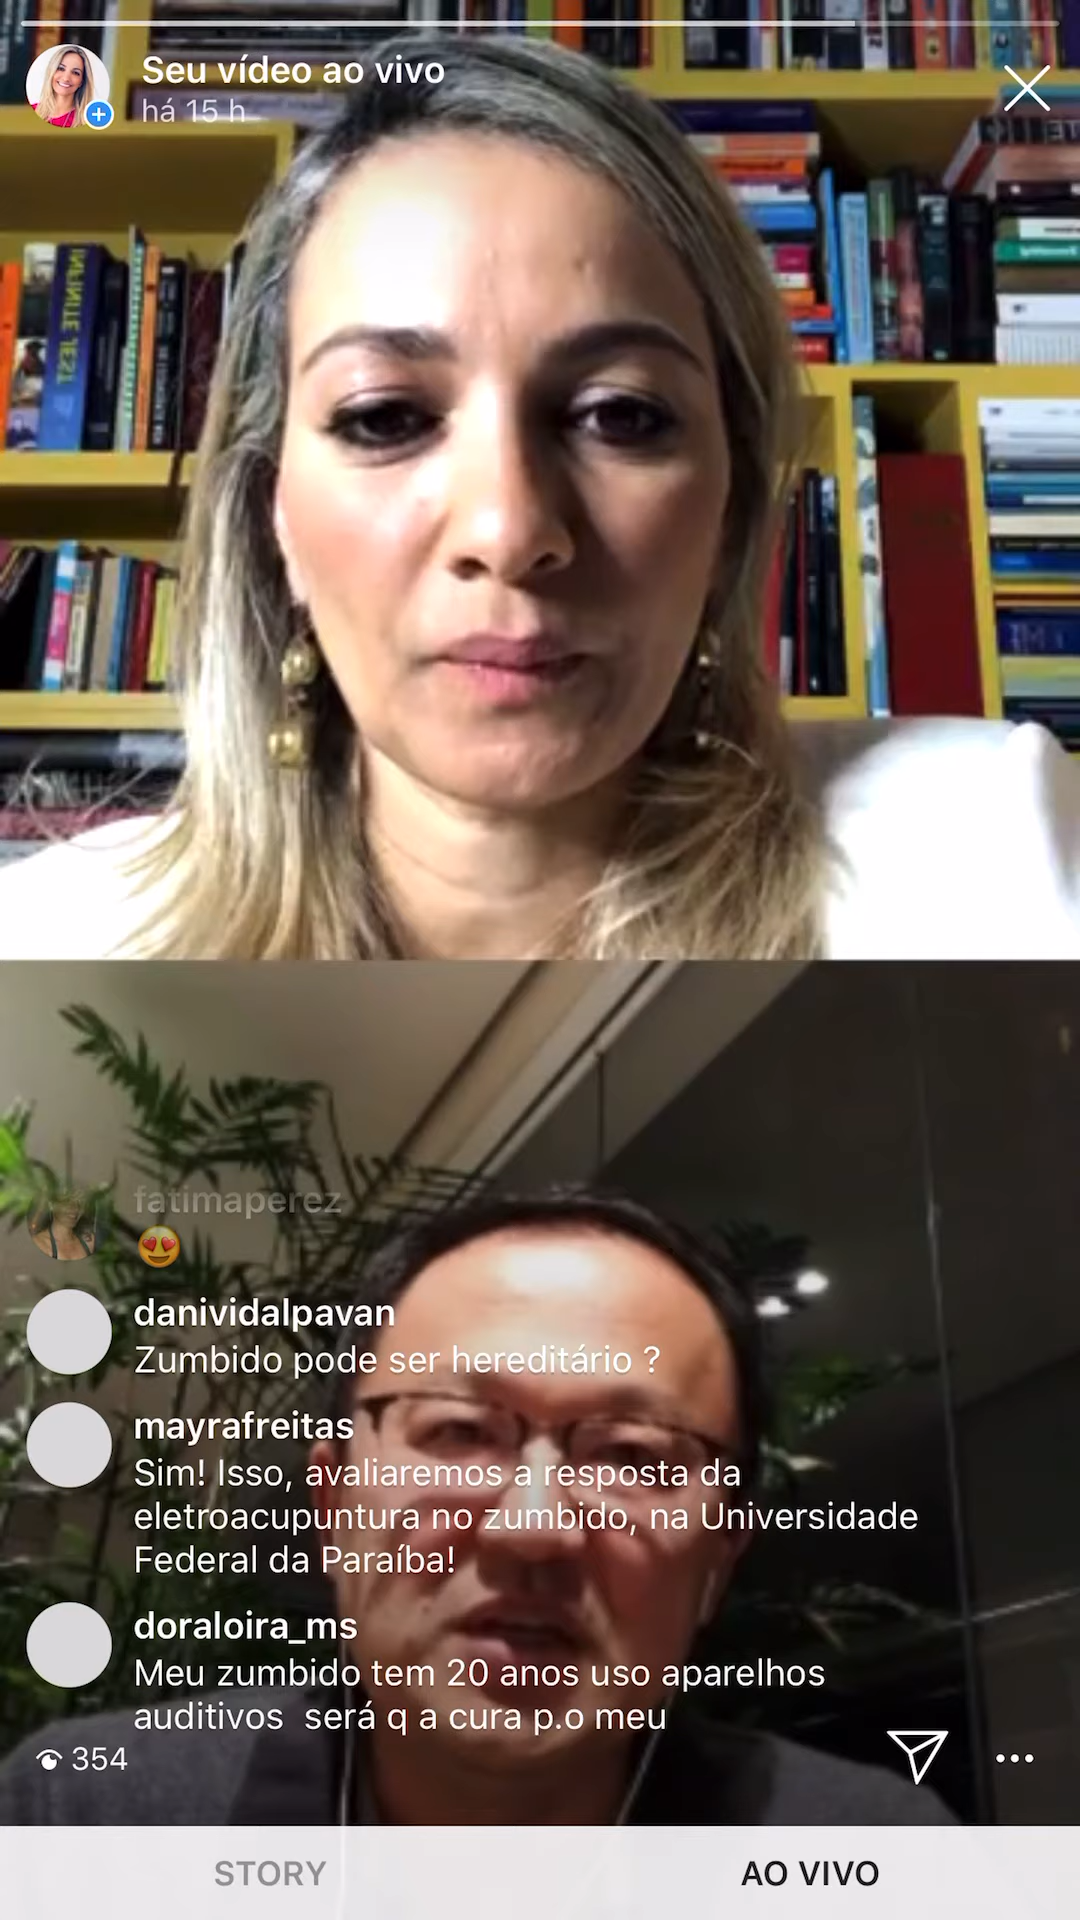 Seu vídeo ao vivo
há 15 h
INFINITE JEST
fatimaperez
😍
danividalpavan
Zumbido pode ser hereditário ?
mayrafreitas
Sim! Isso, avaliaremos a resposta da
eletroacupuntura no zumbido, na Universidade
Federal da Paraíba!
doraloira_ms
Meu zumbido tem 20 anos uso aparelhos
auditivos  será q a cura p.o meu
354
STORY
AO VIVO